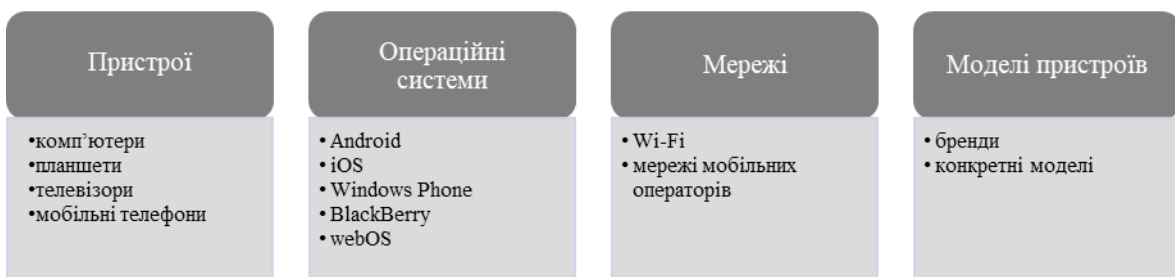 Пристрої
•комп’ютери
•планшети
•телевізори
•мобільні телефони
Операційні
системи
• Android
• iOS
• Windows Phone
• BlackBerry
• webOS
Мережі
• Wi-Fi
• мережі мобільних
операторів
Моделі пристроїв
• бренди
• конкретні моделі